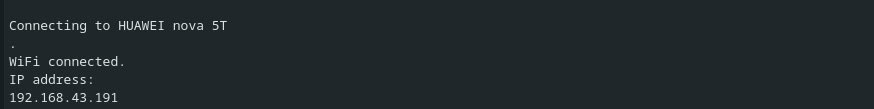 Connecting to HUAWEI nova 5T
.
WiFi connected.
IP address:
192.168.43.191